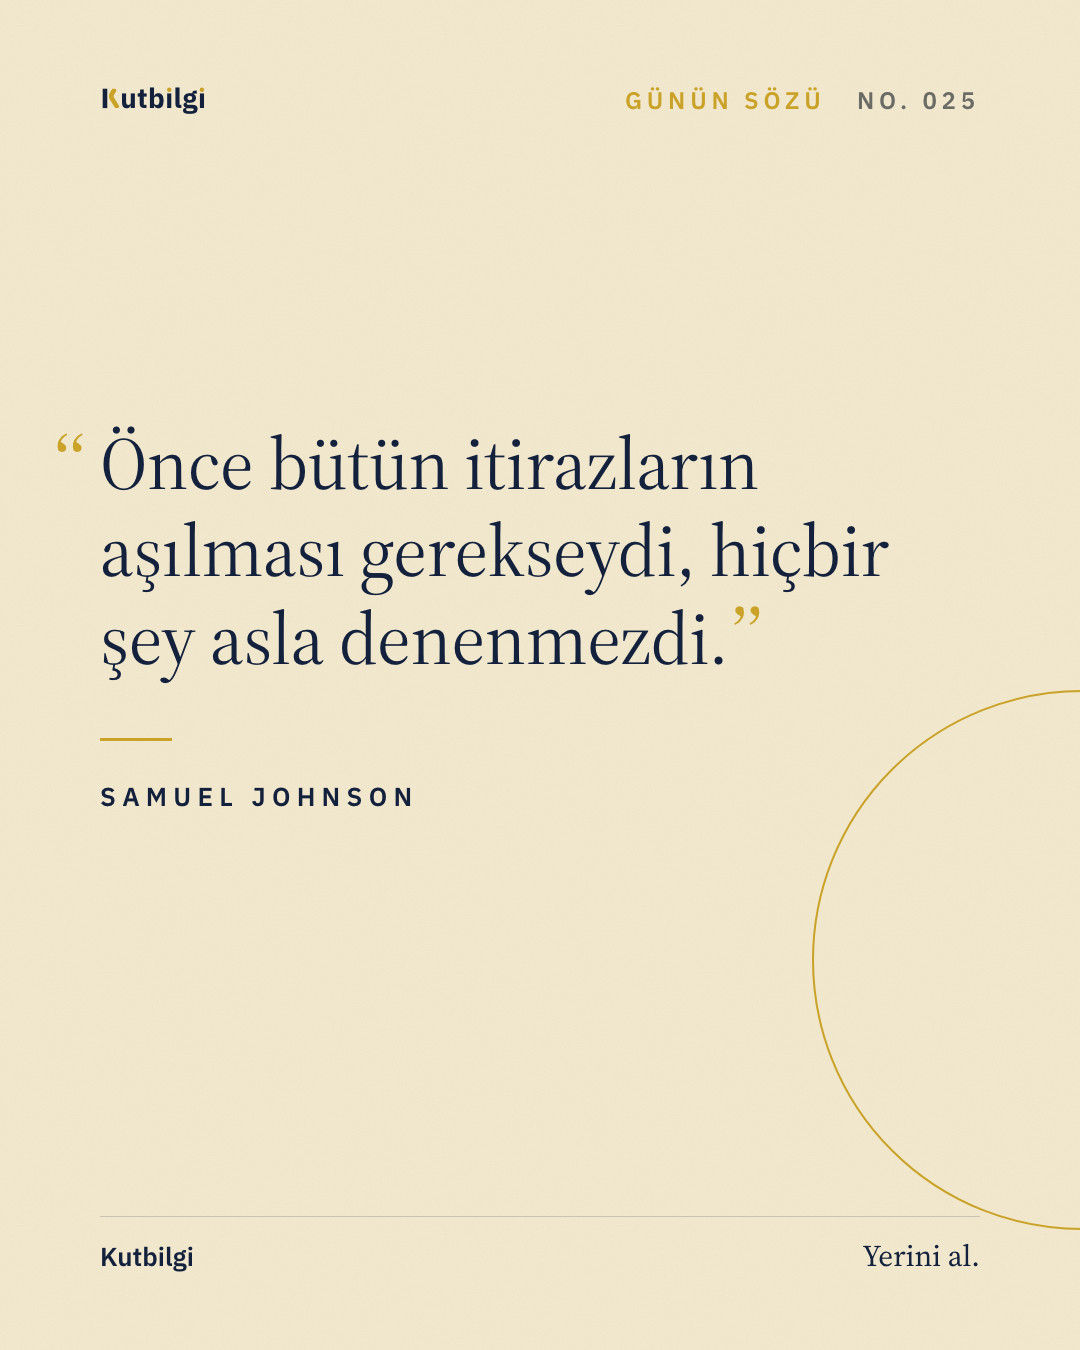 Kutbilgi
GÜNÜN SÖZÜ NO. 025
“Önce bütün itirazların
aşılması gerekseydi, hiçbir
şey asla denenmezdi.”
SAMUEL JOHNSON
Kutbilgi
Yerini al.